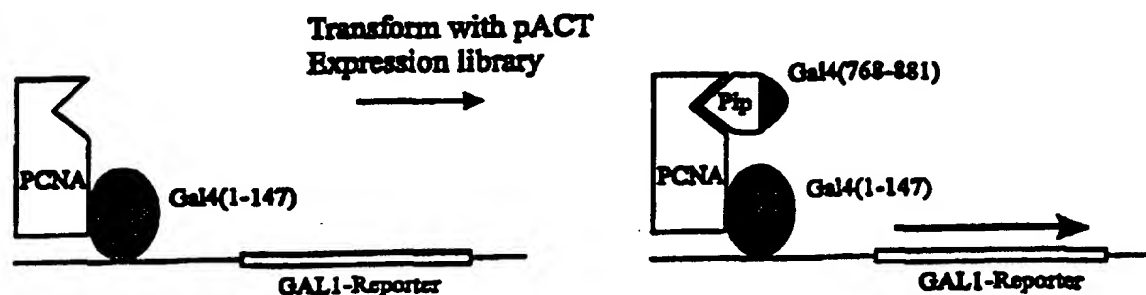 Transform with pACT
Expression library
PCNA
Gal4(1-147)
GAL1-Reporter
Gal4(768-881)
Pip
PCNA
Gal4(1-147)
GAL1-Reporter